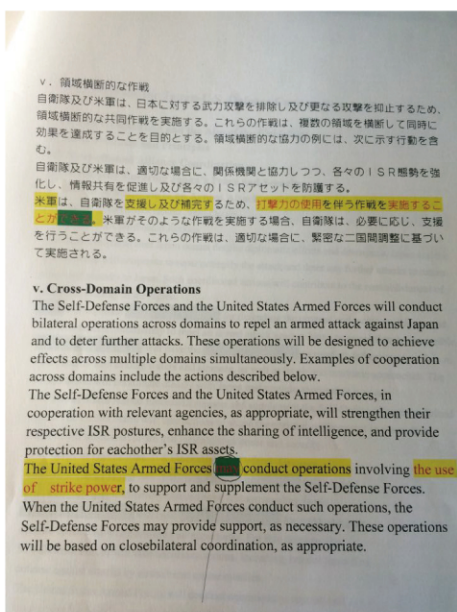 v. 領域横断的な作戦
自衛隊及び米軍は、日本に対する武力攻撃を排除し及び更なる攻撃を抑止するため、
領域横断的な共同作戦を実施する。これらの作戦は、複数の領域を横断して同時に
効果を達成することを目的とする。領域横断的な協力の例には、次に示す行動を含
む。
自衛隊及び米軍は、適切な場合に、関係機関と協力しつつ、各々のISR態勢を強
化し、情報共有を促進し及び各々のISRアセットを防護する。
米軍は、自衛隊を支援し及び補完するため、打撃力の使用を伴う作戦を実施するこ
とができる。米軍がそのような作戦を実施する場合、自衛隊は、必要に応じ、支援
を行うことができる。これらの作戦は、適切な場合に、緊密な二国間調整に基づい
て実施される。
v. Cross-Domain Operations
The Self-Defense Forces and the United States Armed Forces will conduct
bilateral operations across domains to repel an armed attack against Japan
and to deter further attacks. These operations will be designed to achieve
effects across multiple domains simultaneously. Examples of cooperation
across domains include the actions described below.
The Self-Defense Forces and the United States Armed Forces, in
cooperation with relevant agencies, as appropriate, will strengthen their
respective ISR postures, enhance the sharing of intelligence, and provide
protection for eachother's ISR assets.
The United States Armed Forces may conduct operations involving the use
of strike power, to support and supplement the Self-Defense Forces.
When the United States Armed Forces conduct such operations, the
Self-Defense Forces may provide support, as necessary. These operations
will be based on closebilateral coordination, as appropriate.